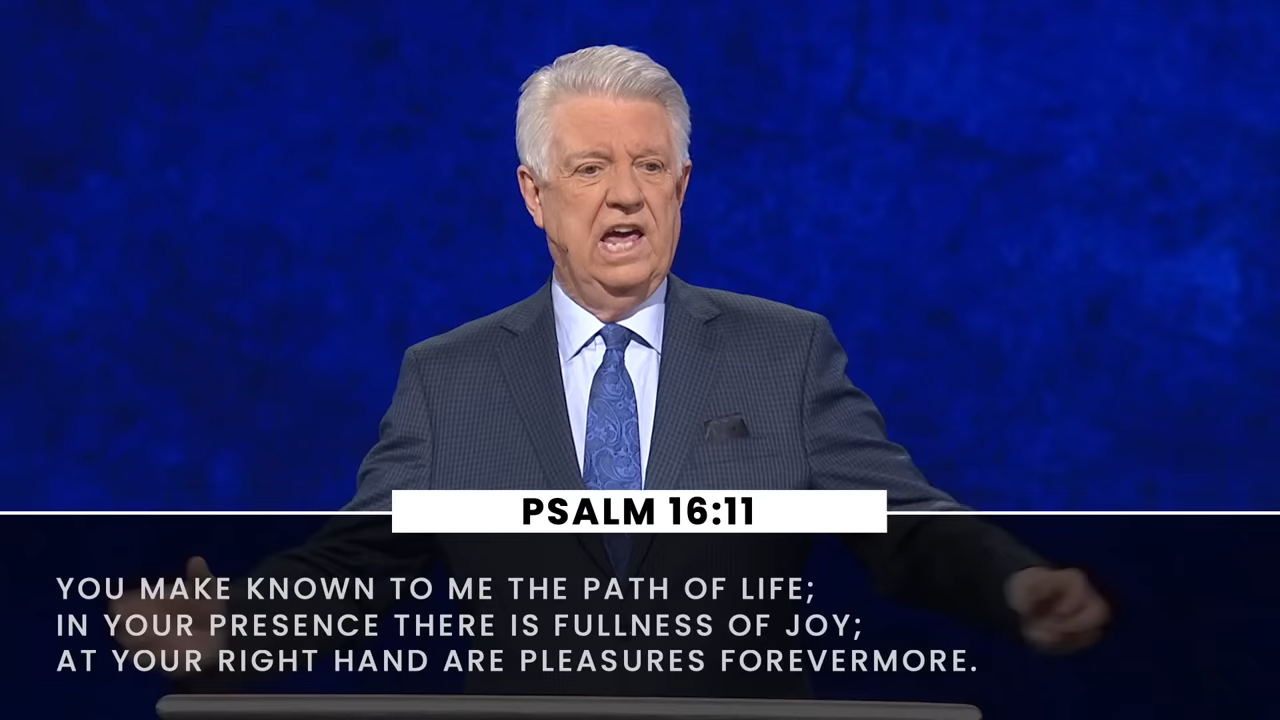 PSALM 16:11
YOU MAKE KNOWN TO ME THE PATH OF LIFE;
IN YOUR PRESENCE THERE IS FULLNESS OF JOY;
AT YOUR RIGHT HAND ARE PLEASURES FOREVERMORE.